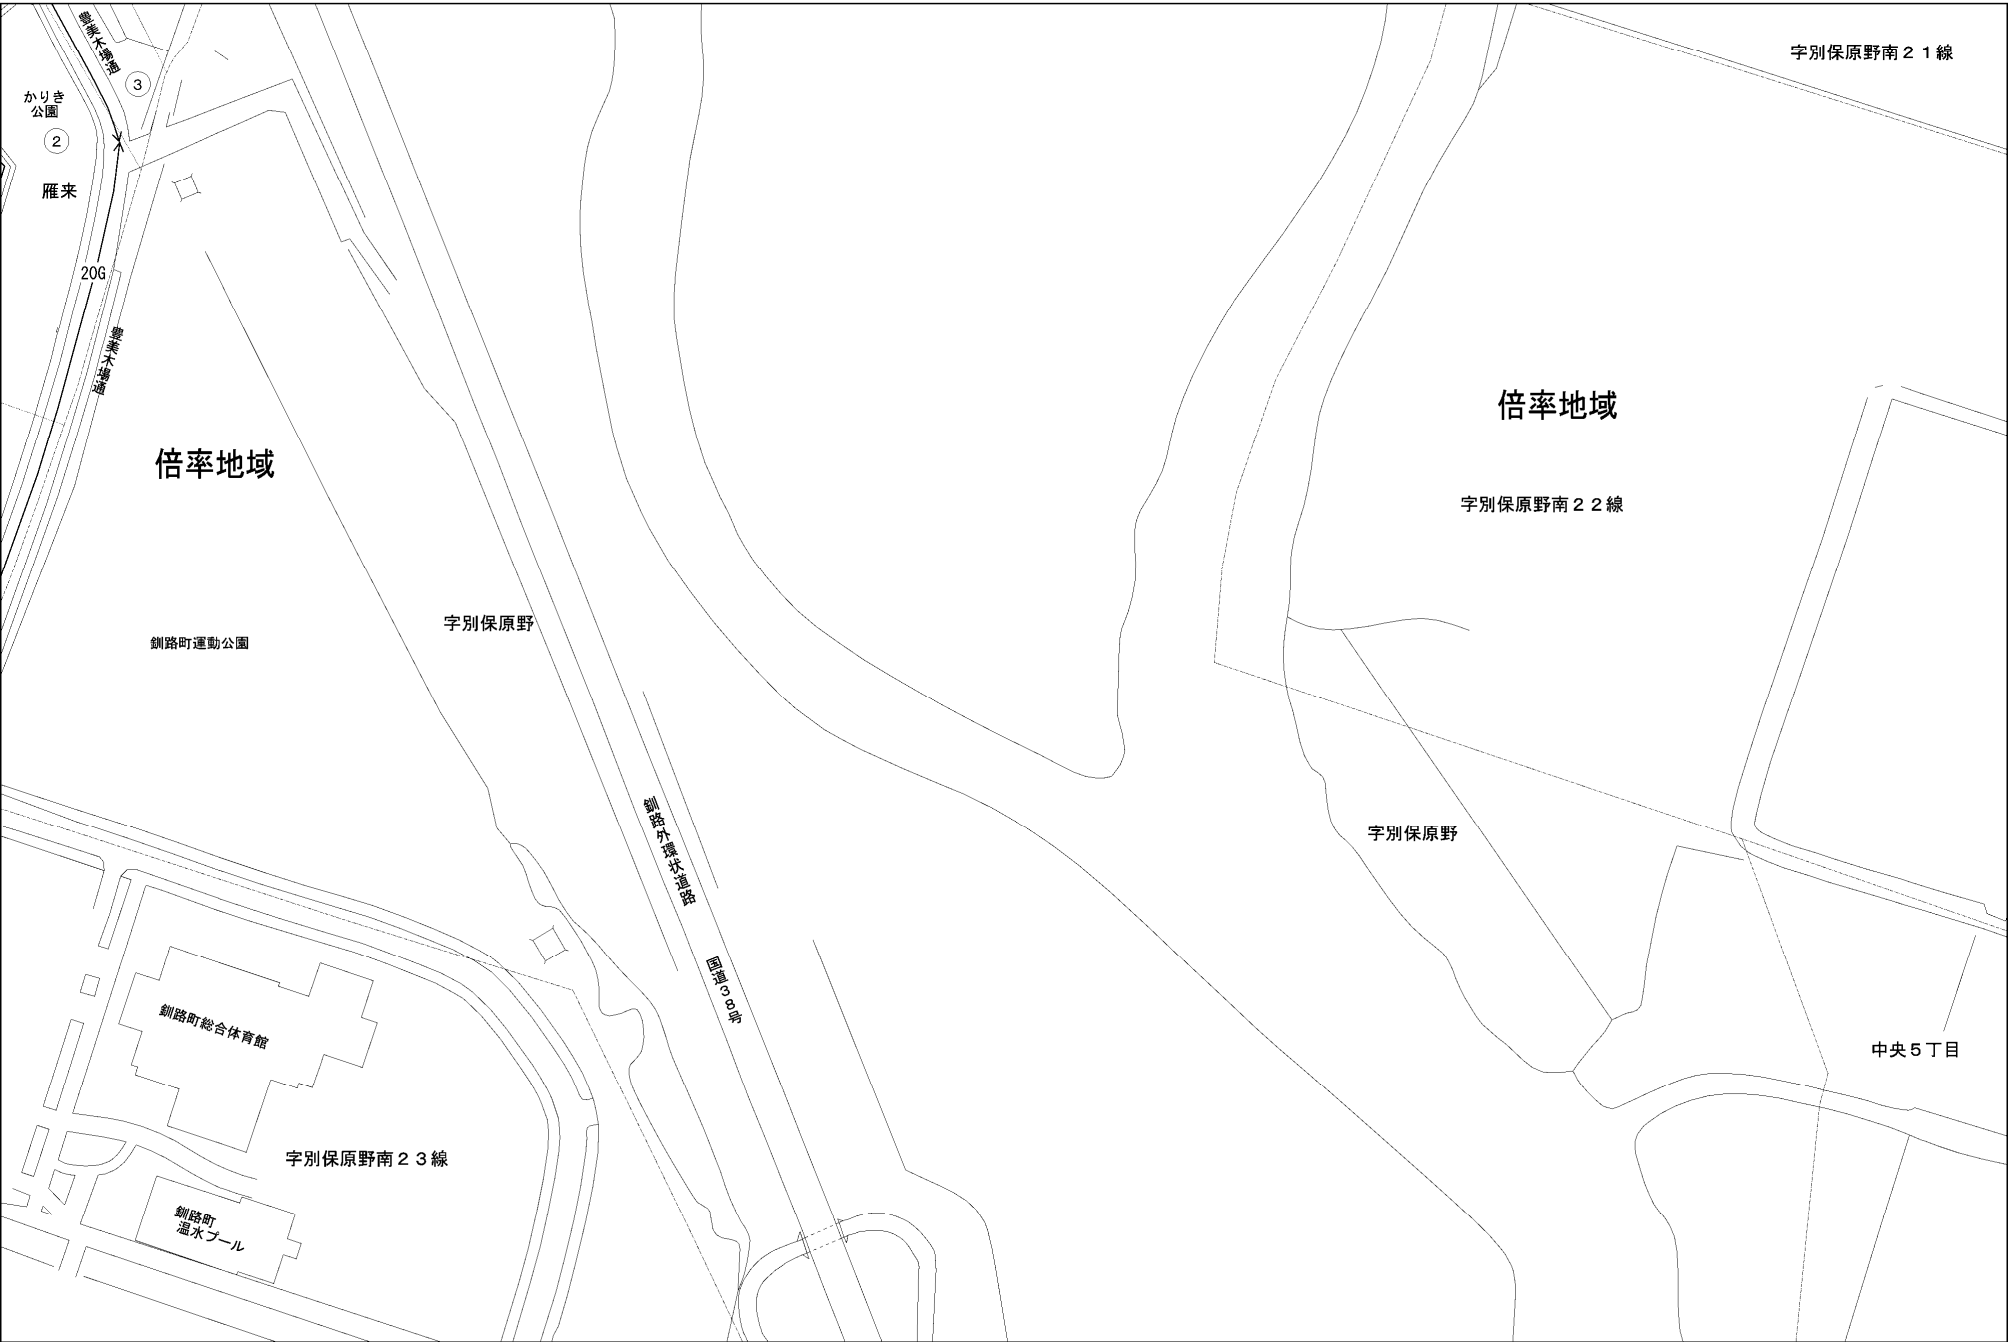 豊美木場通
③
かりき
公園
②
雁来
20G
豊美木場通
倍率地域
釧路町運動公園
字別保原野
釧路外環状道路
国道38号
釧路町総合体育館
字別保原野南23線
釧路町
温水プール
字別保原野南21線
倍率地域
字別保原野南22線
字別保原野
中央5丁目